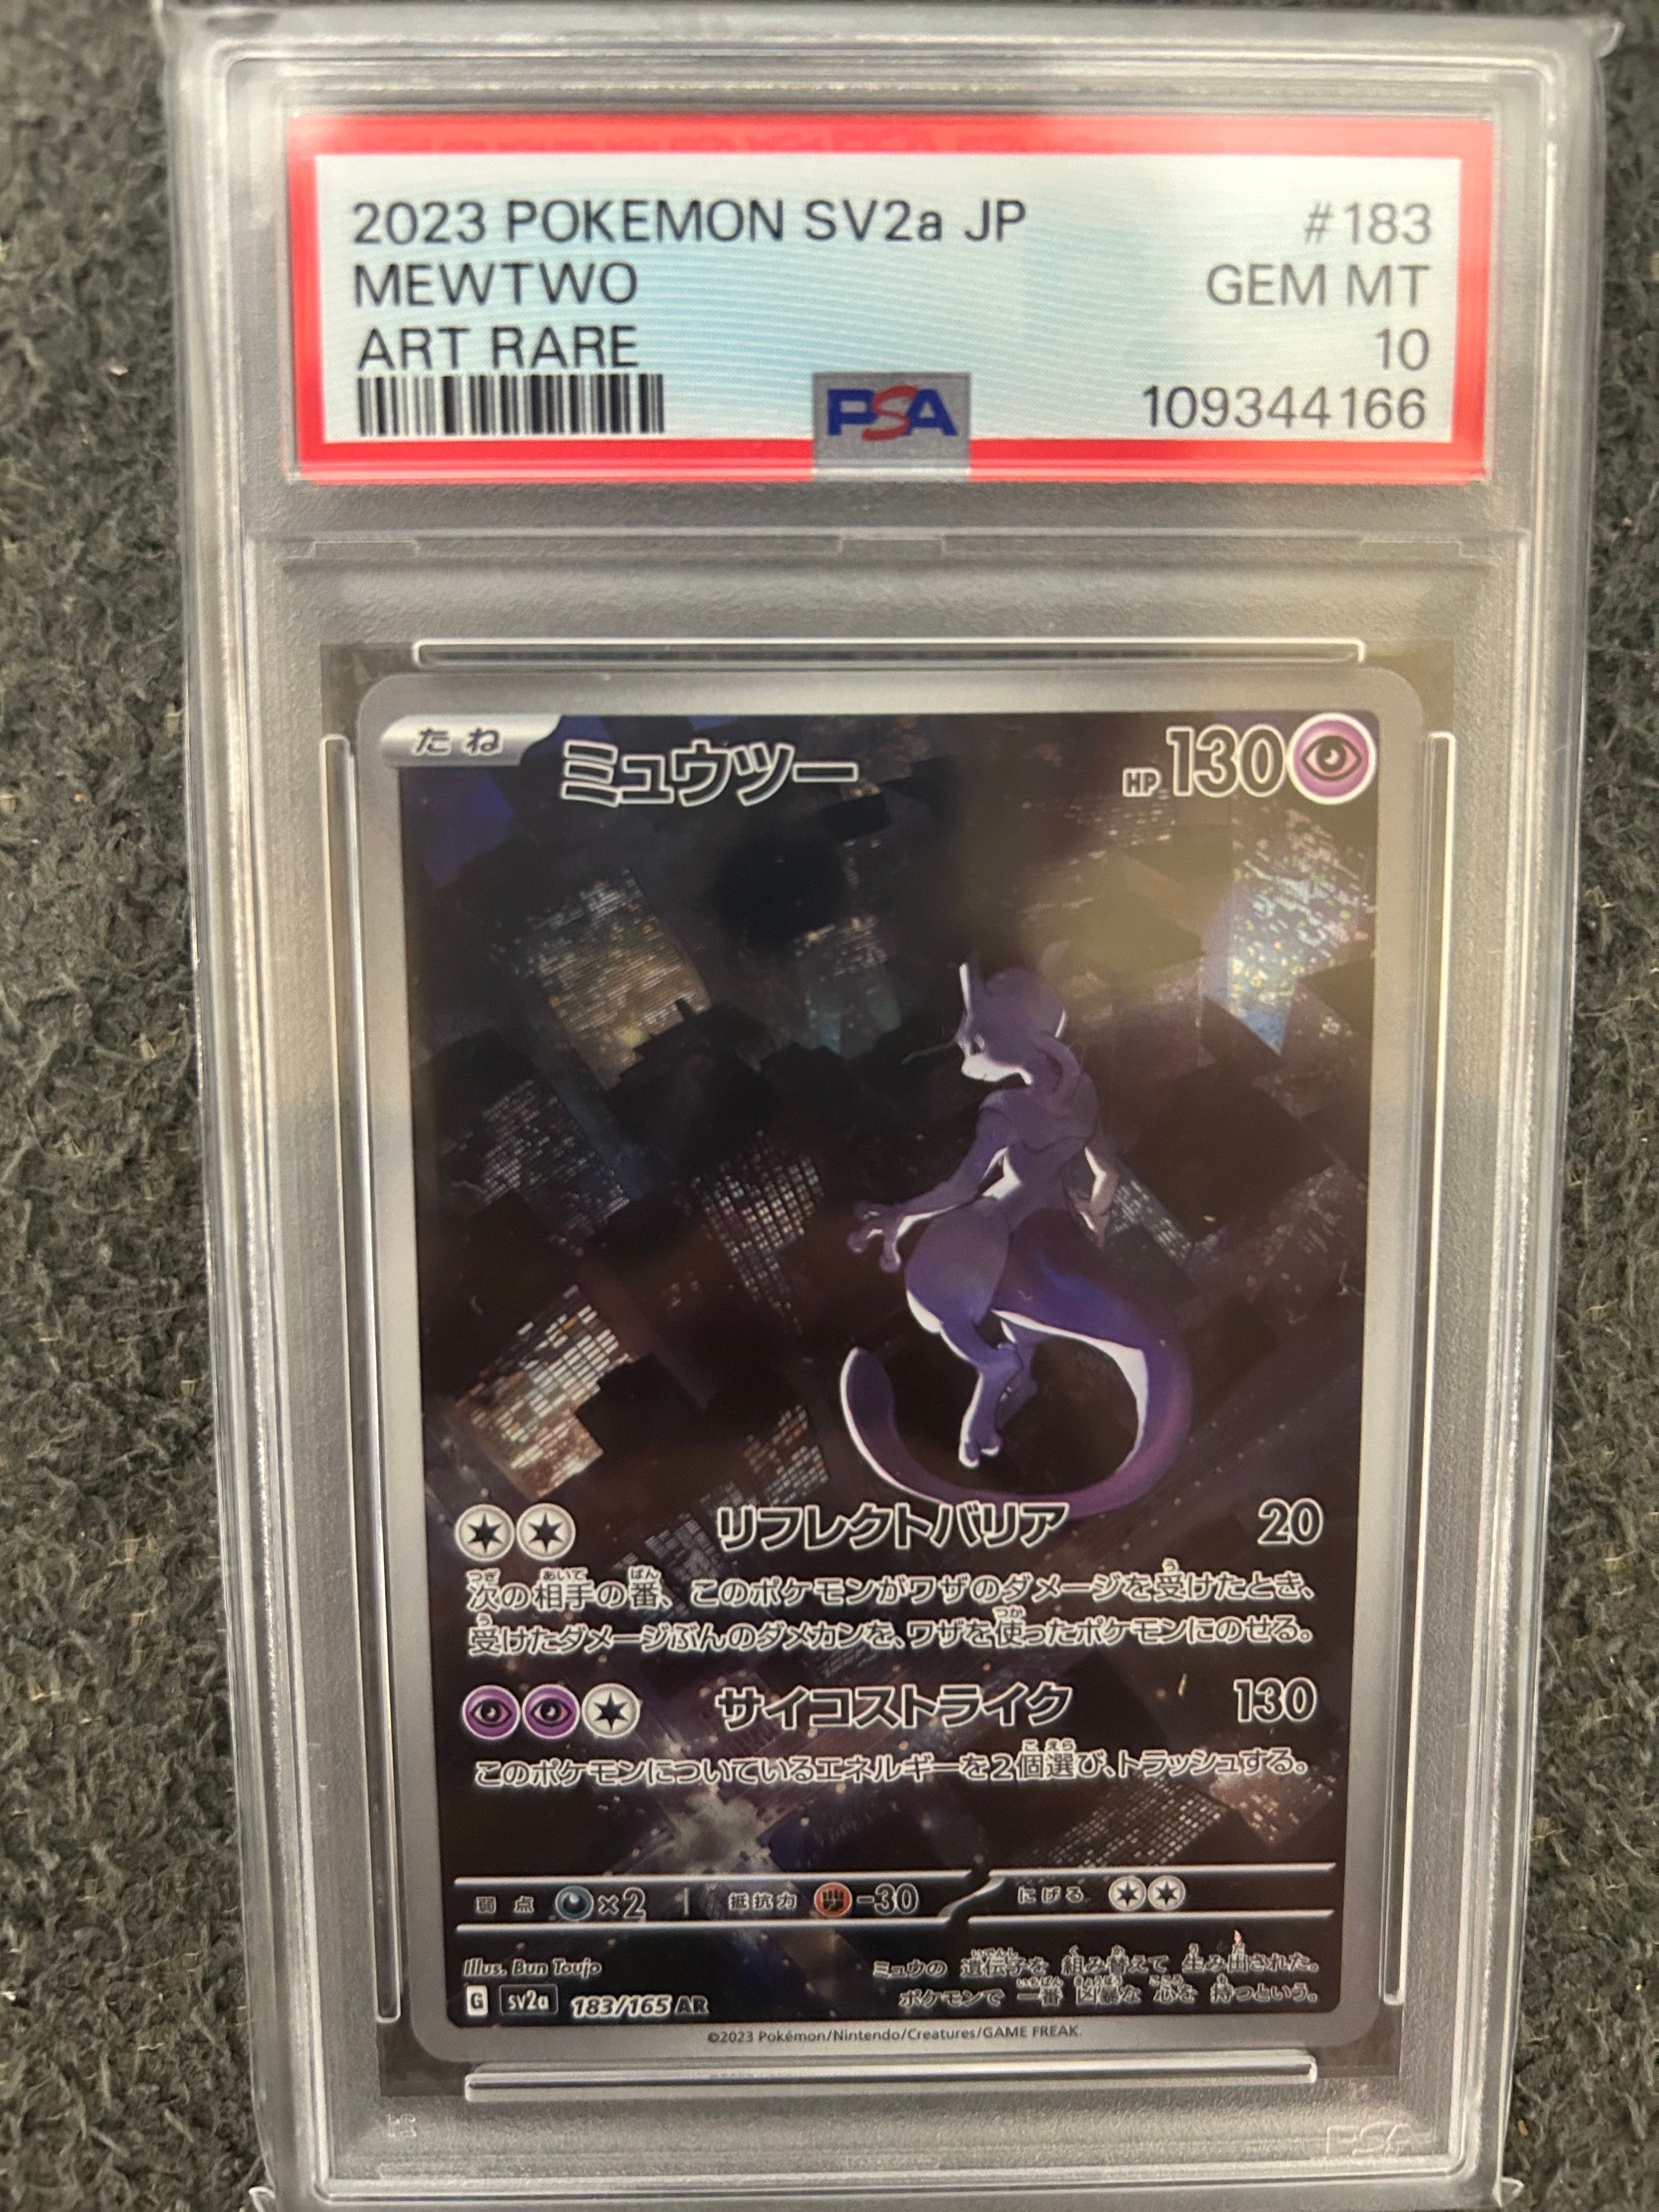 2023 POKEMON SV2a JP #183
MEWTWO GEM MT
ART RARE 10
PSA 109344166
たね ミュウツー HP 130
リフレクトバリア 20
次の相手の番、このポケモンがワザのダメージを受けたとき、
受けたダメージぶんのダメカンを、ワザを使ったポケモンにのせる。
サイコストライク 130
このポケモンについているエネルギーを2個選び、トラッシュする。
弱点 ×2 抵抗力 -30 にげる
Illus. Bun Toujo
ミュウの 遺伝子を 組み替えて 生み出された。
ポケモンで 一番 凶暴な 心を 持つという。
G sv2a 183/165 AR
©2023 Pokémon/Nintendo/Creatures/GAME FREAK.
PSA